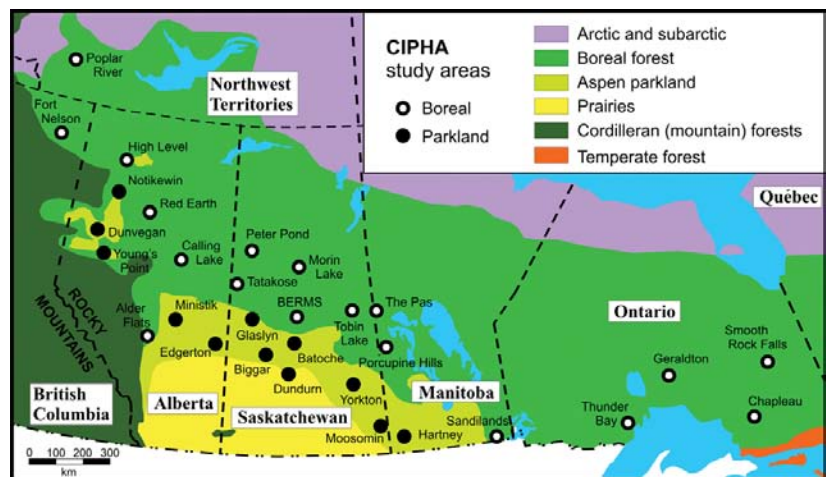 CIPHA
study areas
Boreal
Parkland
Arctic and subarctic
Boreal forest
Aspen parkland
Prairies
Cordilleran (mountain) forests
Temperate forest
Poplar
River
Northwest
Territories
Fort
Nelson
High Level
Notikewin
Red Earth
Dunvegan
Young's
Point
Calling
Lake
Peter Pond
Morin
Lake
Tatakose
BERMS
The Pas
Tobin
Lake
Porcupine Hills
Alder
Flats
Ministik
Edgerton
Glaslyn
Biggar
Batoche
Dundurn
Yorkton
Moosomin
Hartney
Sandilands
ROCKY
MOUNTAINS
British
Columbia
Alberta
Saskatchewan
Manitoba
Ontario
Québec
Smooth
Rock Falls
Geraldton
Thunder
Bay
Chapleau
0 100 300
km